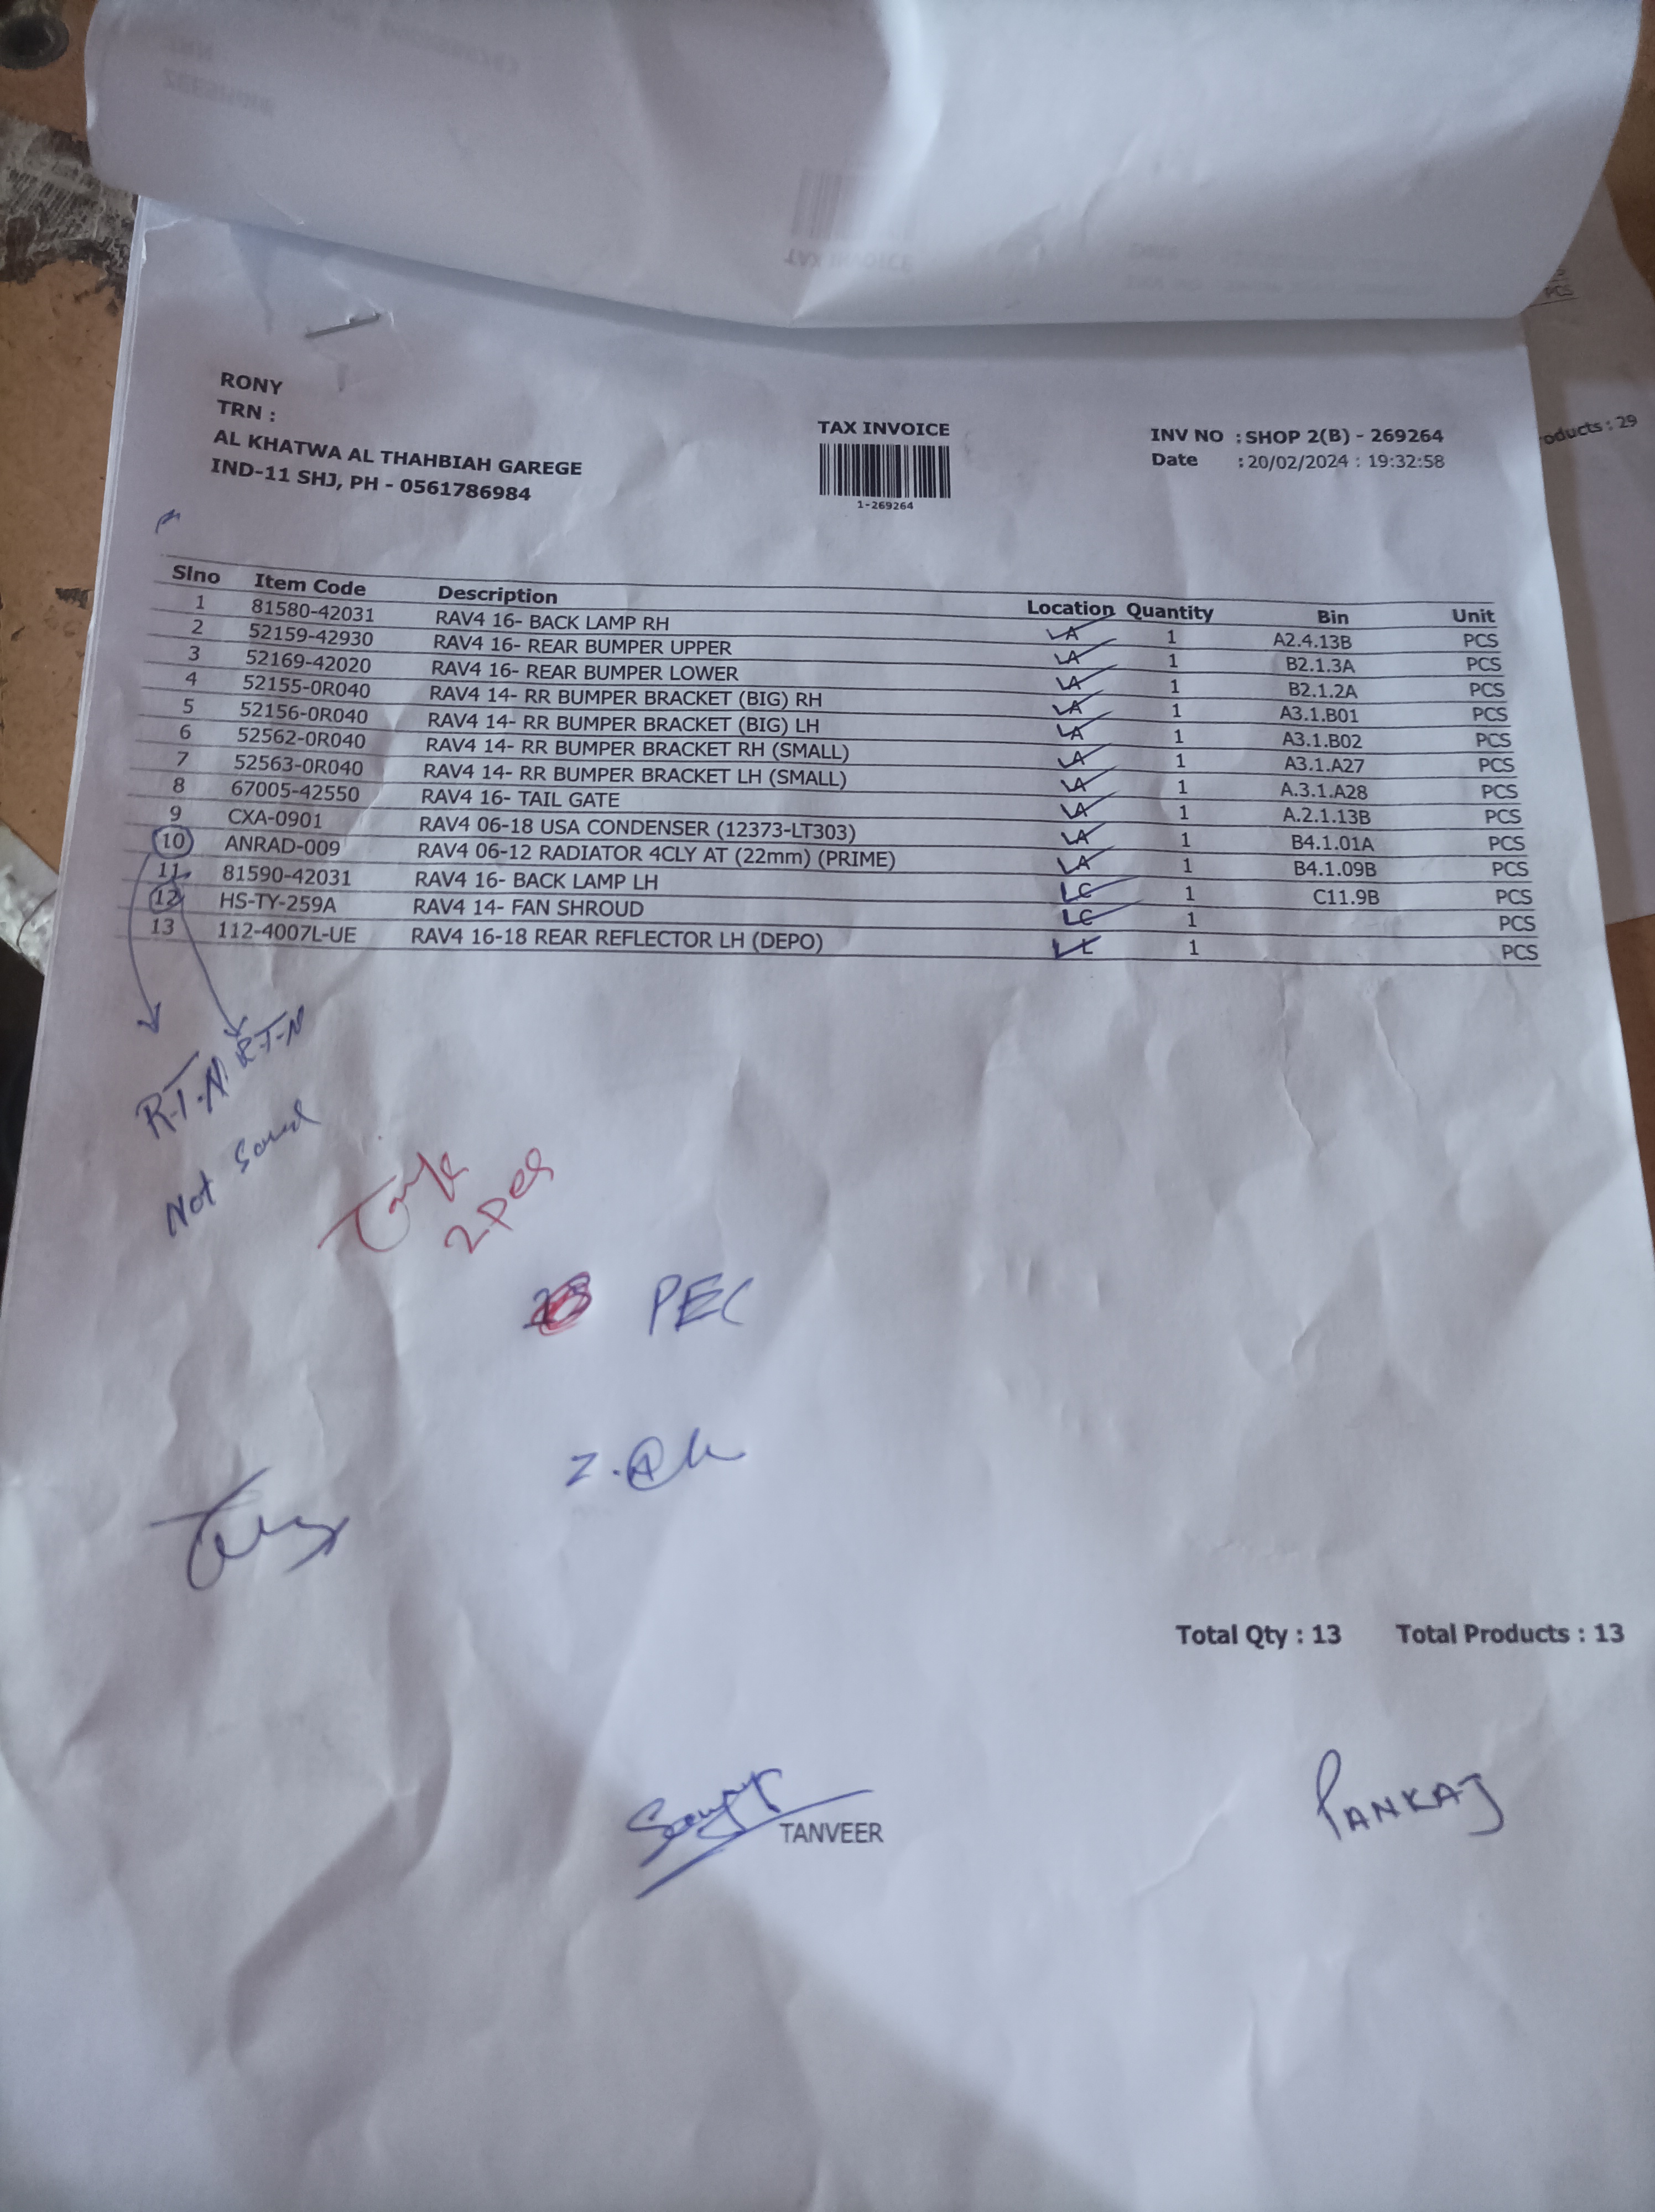 RONY
TRN :
AL KHATWA AL THAHBIAH GAREGE
IND-11 SHJ, PH - 0561786984
TAX INVOICE
1-269264
INV NO : SHOP 2(B) - 269264
Date : 20/02/2024 : 19:32:58
oducts : 29
PCS
Slno Item Code Description Location Quantity Bin Unit
1 81580-42031 RAV4 16- BACK LAMP RH LA 1 A2.4.13B PCS
2 52159-42930 RAV4 16- REAR BUMPER UPPER LA 1 B2.1.3A PCS
3 52169-42020 RAV4 16- REAR BUMPER LOWER LA 1 B2.1.2A PCS
4 52155-0R040 RAV4 14- RR BUMPER BRACKET (BIG) RH LA 1 A3.1.B01 PCS
5 52156-0R040 RAV4 14- RR BUMPER BRACKET (BIG) LH LA 1 A3.1.B02 PCS
6 52562-0R040 RAV4 14- RR BUMPER BRACKET RH (SMALL) LA 1 A3.1.A27 PCS
7 52563-0R040 RAV4 14- RR BUMPER BRACKET LH (SMALL) LA 1 A.3.1.A28 PCS
8 67005-42550 RAV4 16- TAIL GATE LA 1 A.2.1.13B PCS
9 CXA-0901 RAV4 06-18 USA CONDENSER (12373-LT303) LA 1 B4.1.01A PCS
10 ANRAD-009 RAV4 06-12 RADIATOR 4CLY AT (22mm) (PRIME) LA 1 B4.1.09B PCS
11 81590-42031 RAV4 16- BACK LAMP LH LC 1 C11.9B PCS
12 HS-TY-259A RAV4 14- FAN SHROUD LC 1 PCS
13 112-4007L-UE RAV4 16-18 REAR REFLECTOR LH (DEPO) 1 PCS
R-T-N R-T-N
Not
2 pes
PEC
Total Qty : 13 Total Products : 13
TANVEER
PANKAJ